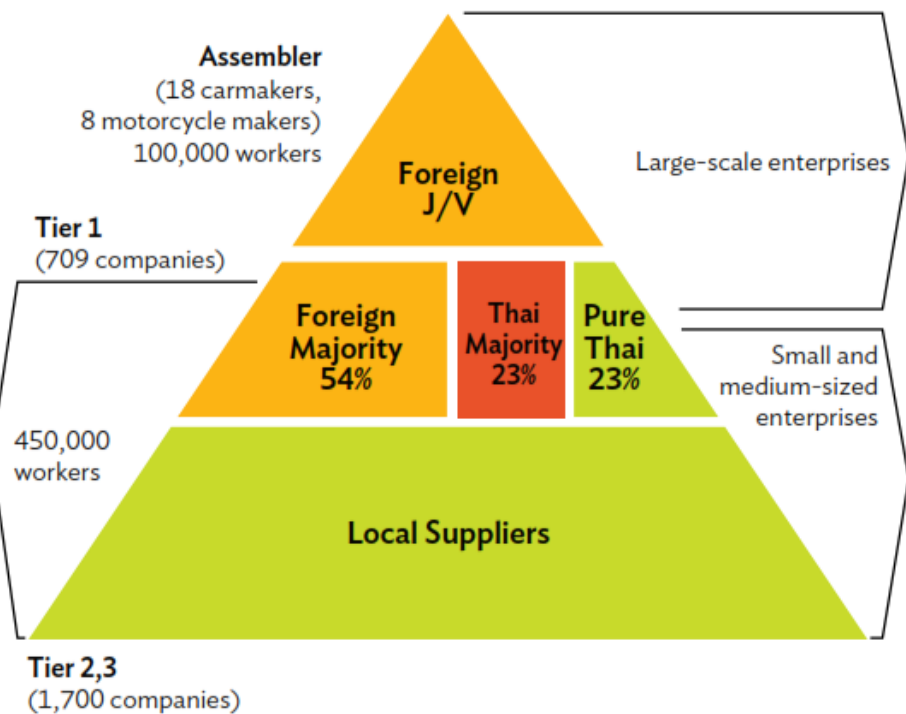 Assembler
(18 carmakers,
8 motorcycle makers)
100,000 workers
Foreign
J/V
Large-scale enterprises
Tier 1
(709 companies)
Foreign
Majority
54%
Thai
Majority
23%
Pure
Thai
23%
Small and
medium-sized
enterprises
450,000
workers
Local Suppliers
Tier 2,3
(1,700 companies)